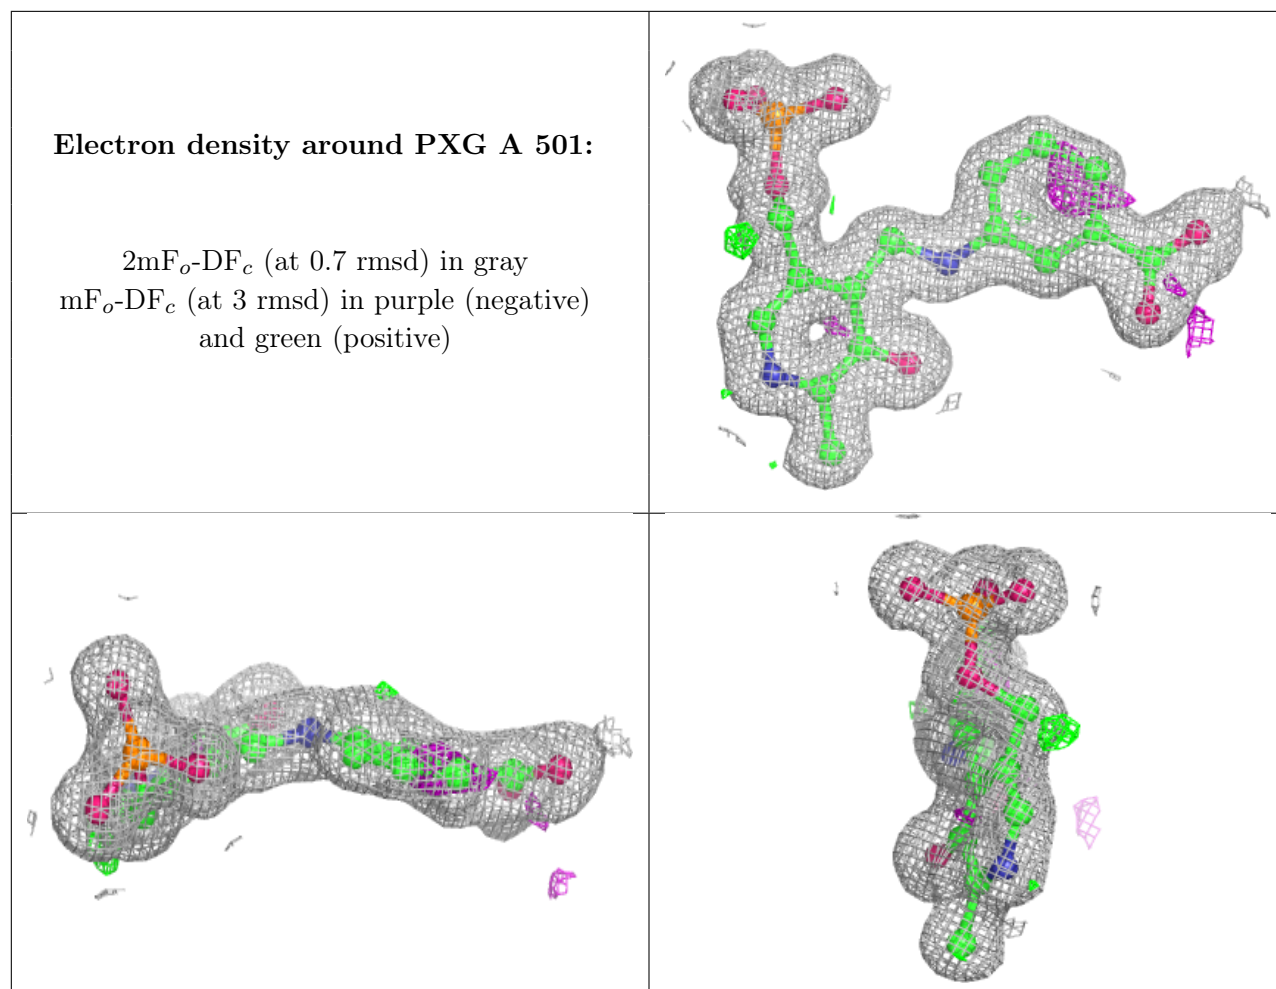 Electron density around PXG A 501:
2mFo-DFc (at 0.7 rmsd) in gray
mFo-DFc (at 3 rmsd) in purple (negative)
and green (positive)